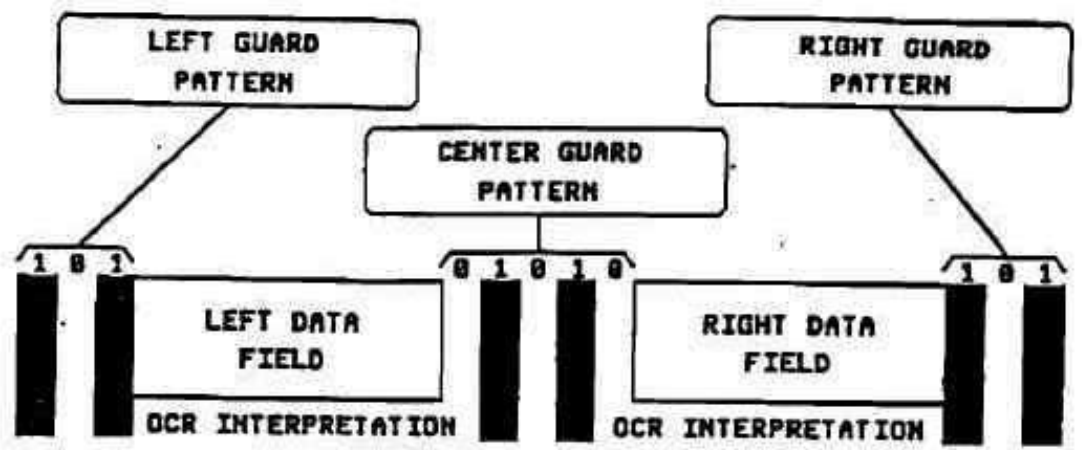 LEFT GUARD
PATTERN
RIGHT GUARD
PATTERN
CENTER GUARD
PATTERN
1 0 1
0 1 0 1 0
1 0 1
LEFT DATA
FIELD
RIGHT DATA
FIELD
OCR INTERPRETATION
OCR INTERPRETATION